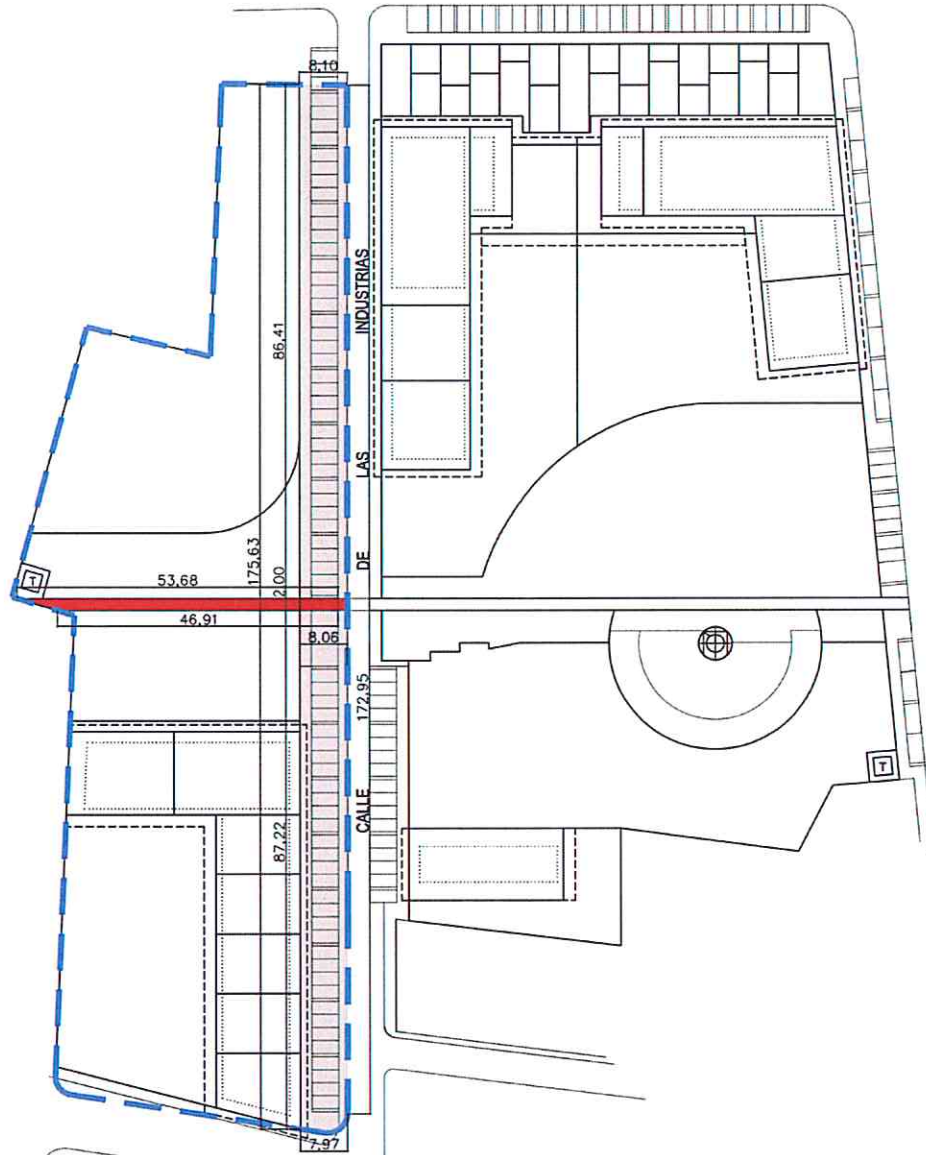 8,10
INDUSTRIAS
86,41
LAS
175,63
DE
2,00
T
53,68
46,91
8,06
172,95
T
CALLE
87,22
7,97